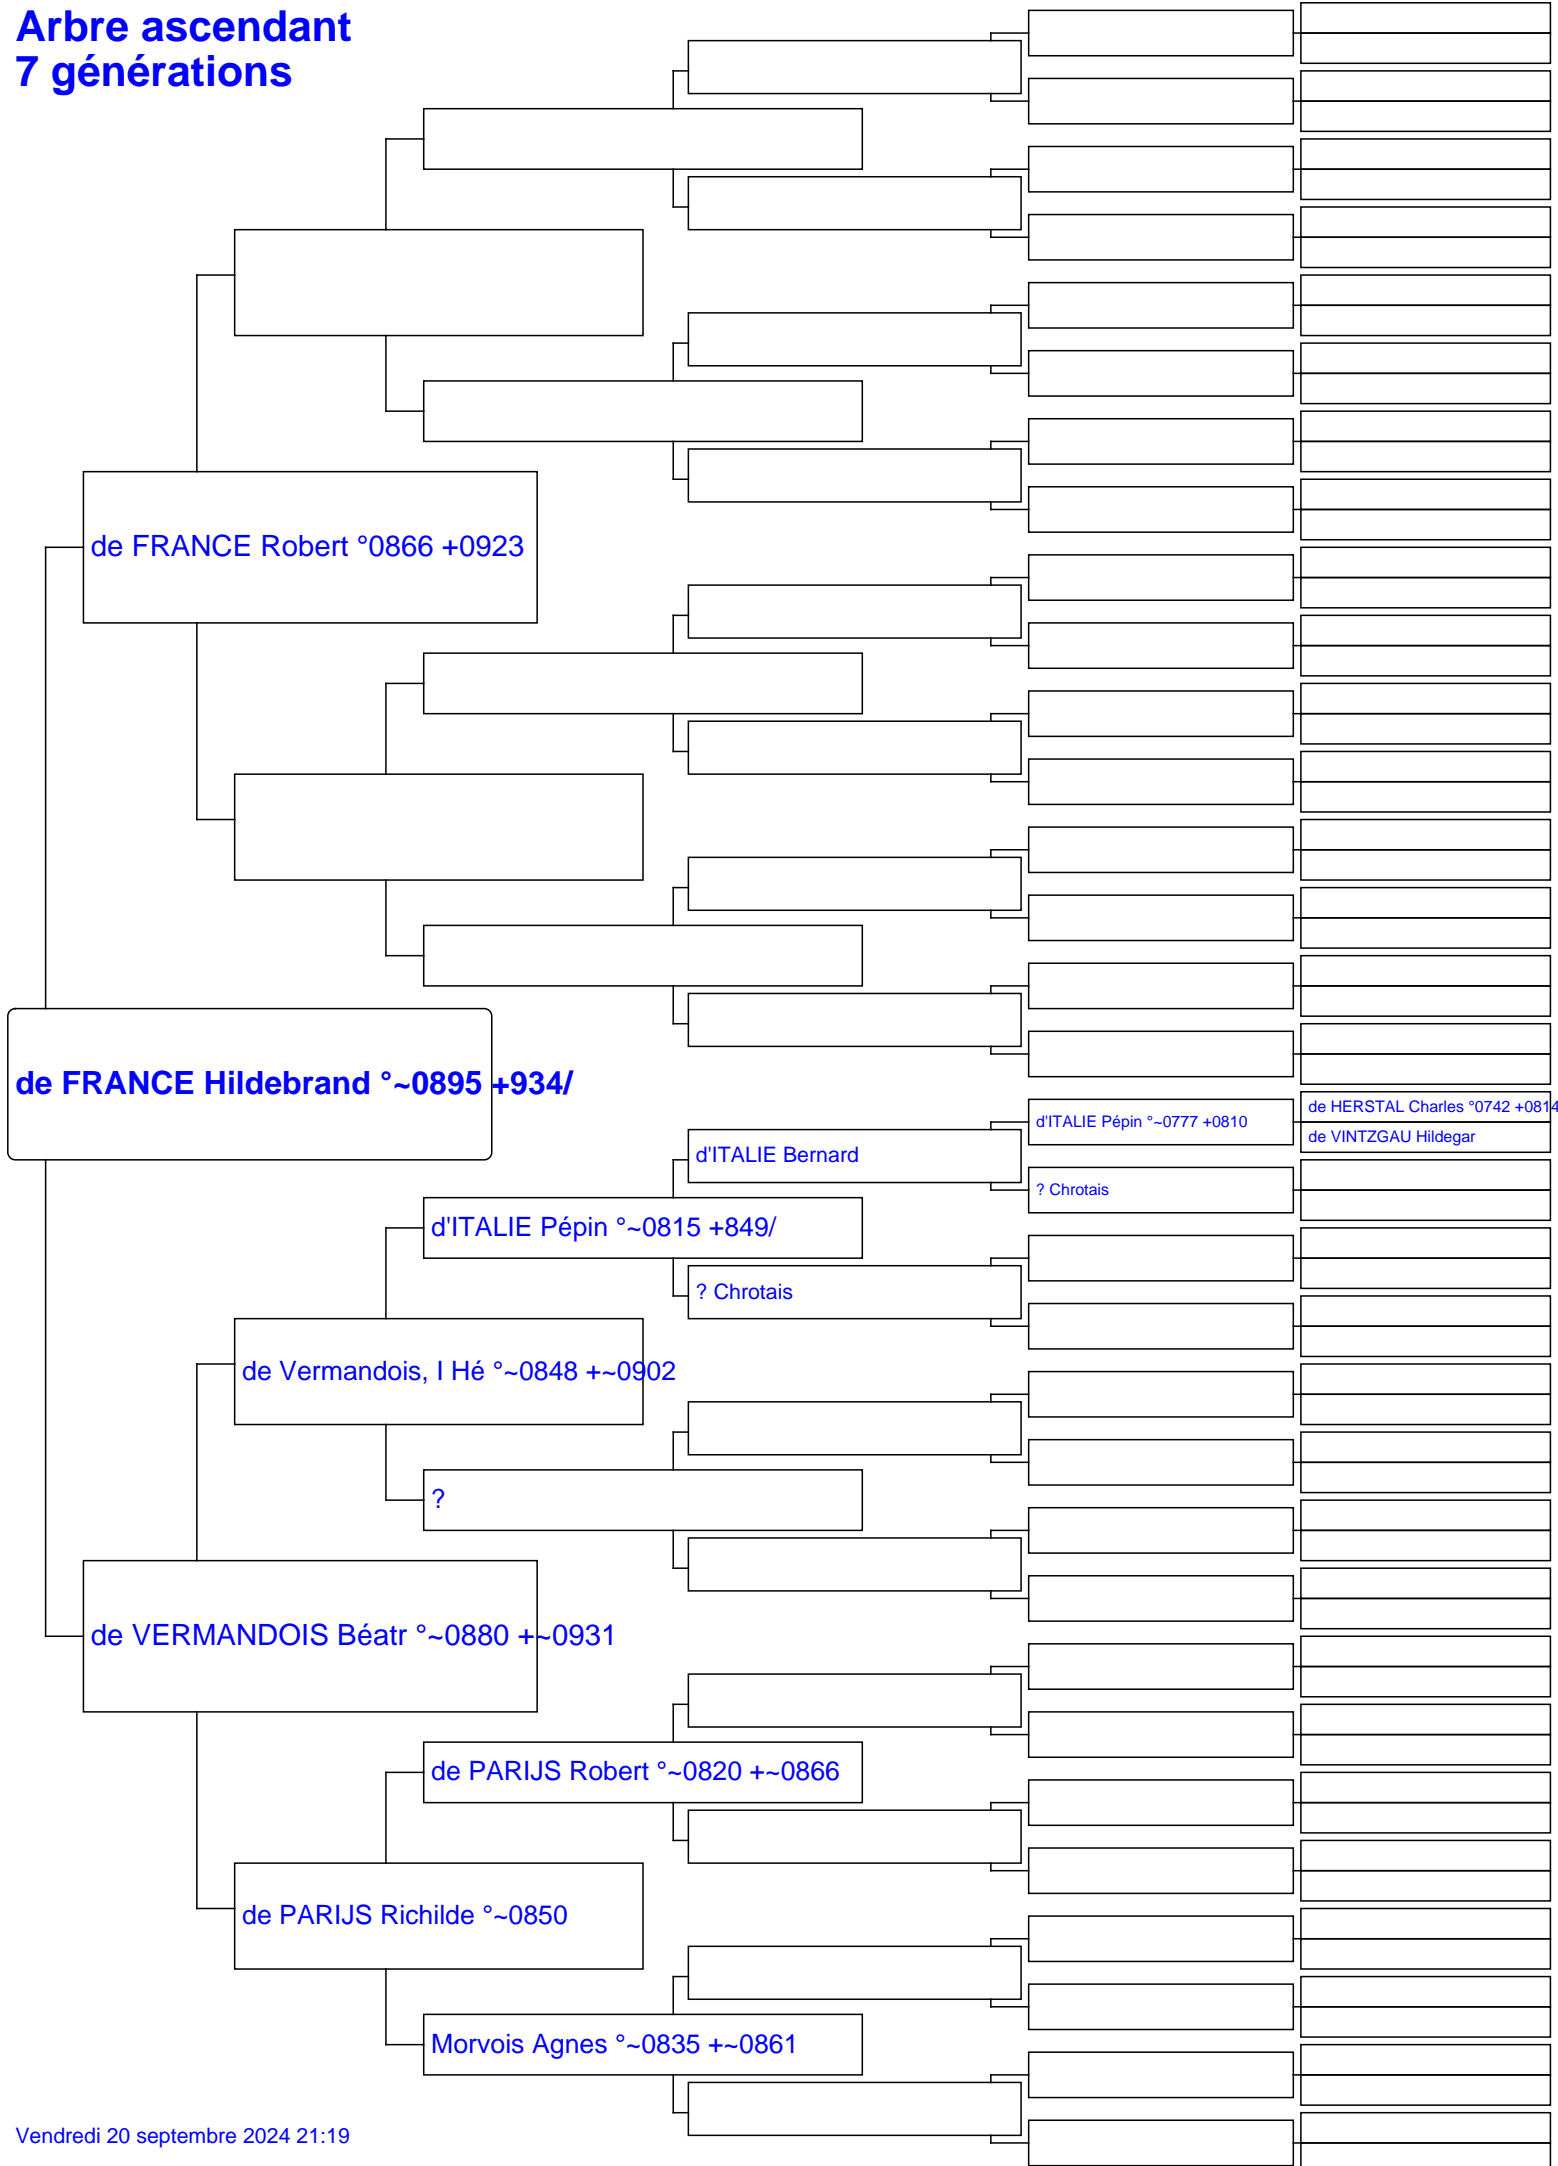 Arbre ascendant
7 générations
de FRANCE Robert °0866 +0923
de FRANCE Hildebrand °~0895 +934/
de HERSTAL Charles °0742 +0814
d'ITALIE Pépin °~0777 +0810
de VINTZGAU Hildegar
d'ITALIE Bernard
? Chrotais
d'ITALIE Pépin °~0815 +849/
? Chrotais
de Vermandois, I Hé °~0848 +~0902
?
de VERMANDOIS Béatr °~0880 +~0931
de PARIJS Robert °~0820 +~0866
de PARIJS Richilde °~0850
Morvois Agnes °~0835 +~0861
Vendredi 20 septembre 2024 21:19